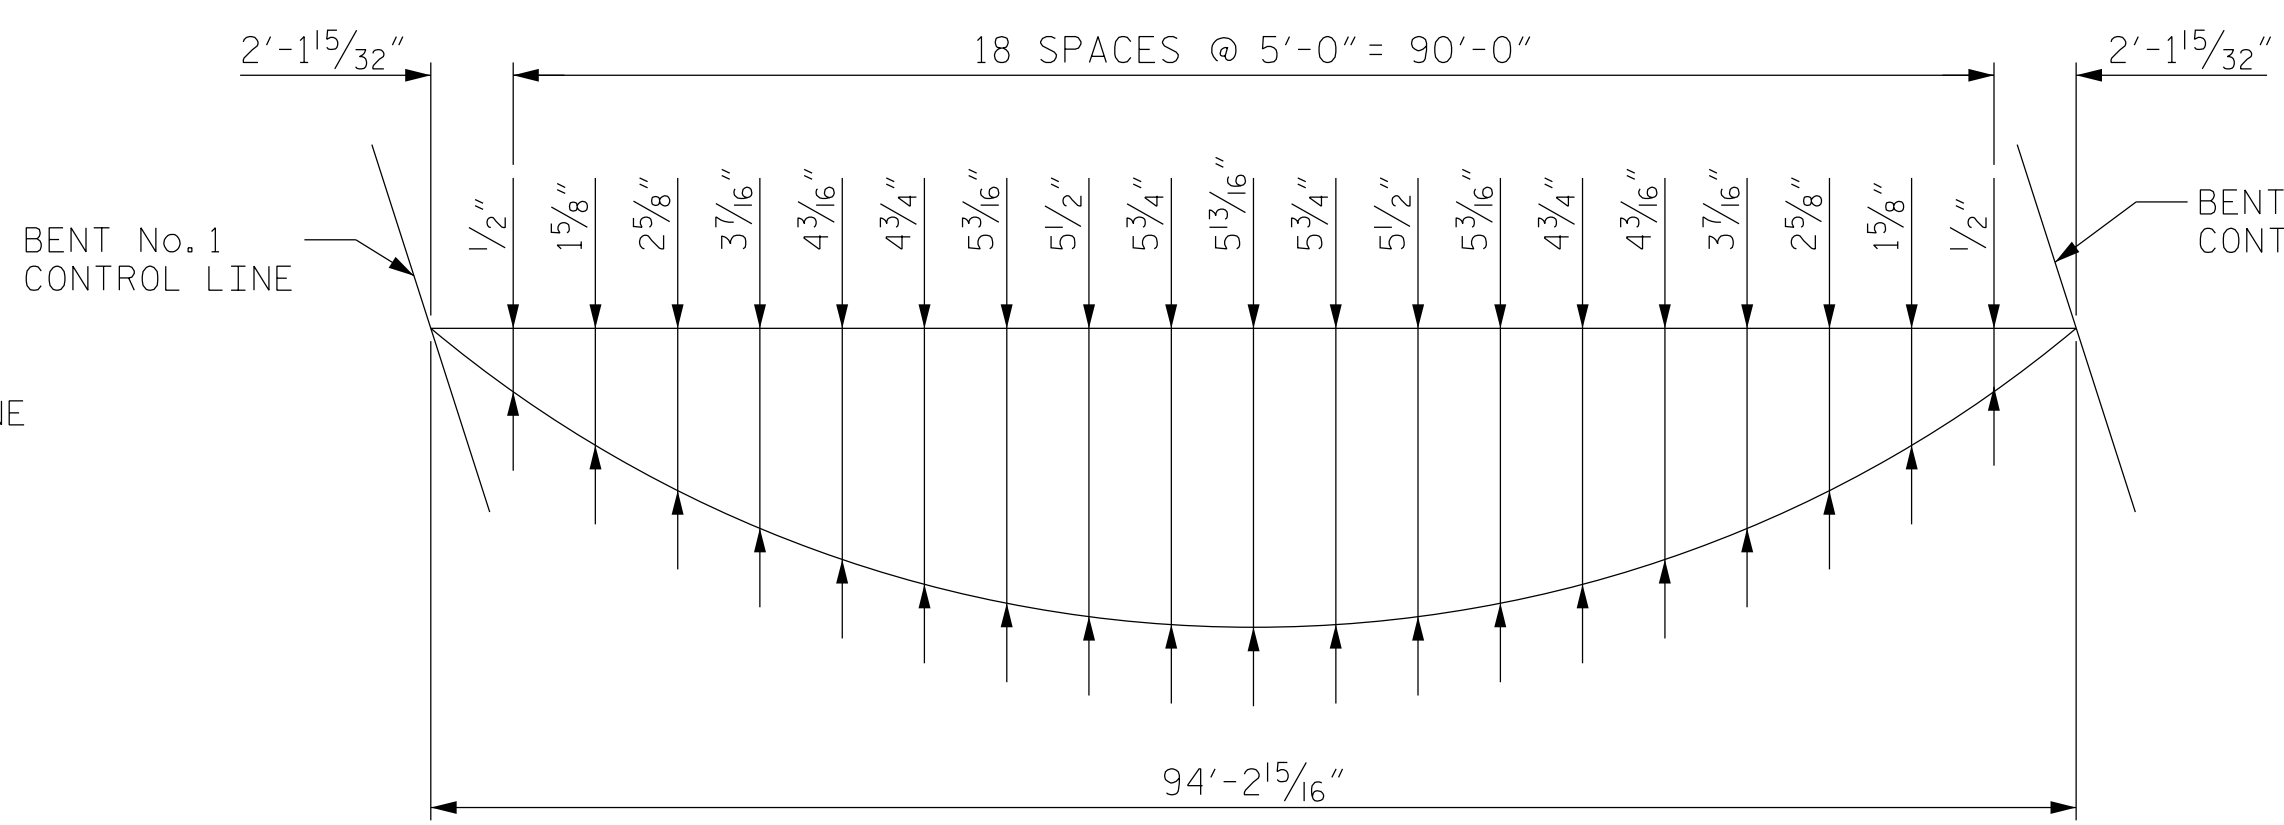 2'-1 15/32" 18 SPACES @ 5'-0" = 90'-0" 2'-1 15/32"
1/2" 1 5/8" 2 5/8" 3 7/16" 4 3/16" 4 3/4" 5 3/16" 5 1/2" 5 3/4" 5 13/16" 5 3/4" 5 1/2" 5 3/16" 4 3/4" 4 3/16" 3 7/16" 2 5/8" 1 5/8" 1/2"
BENT No. 1
CONTROL LINE
BENT
CONT
NE
94'-2 15/16"